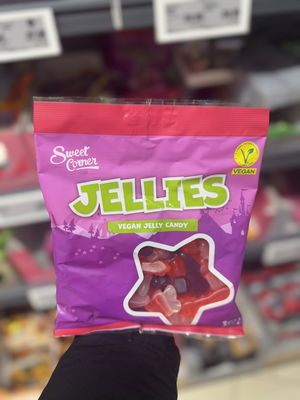 Sweet
Corner
VEGAN
JELLIES
VEGAN JELLY CANDY